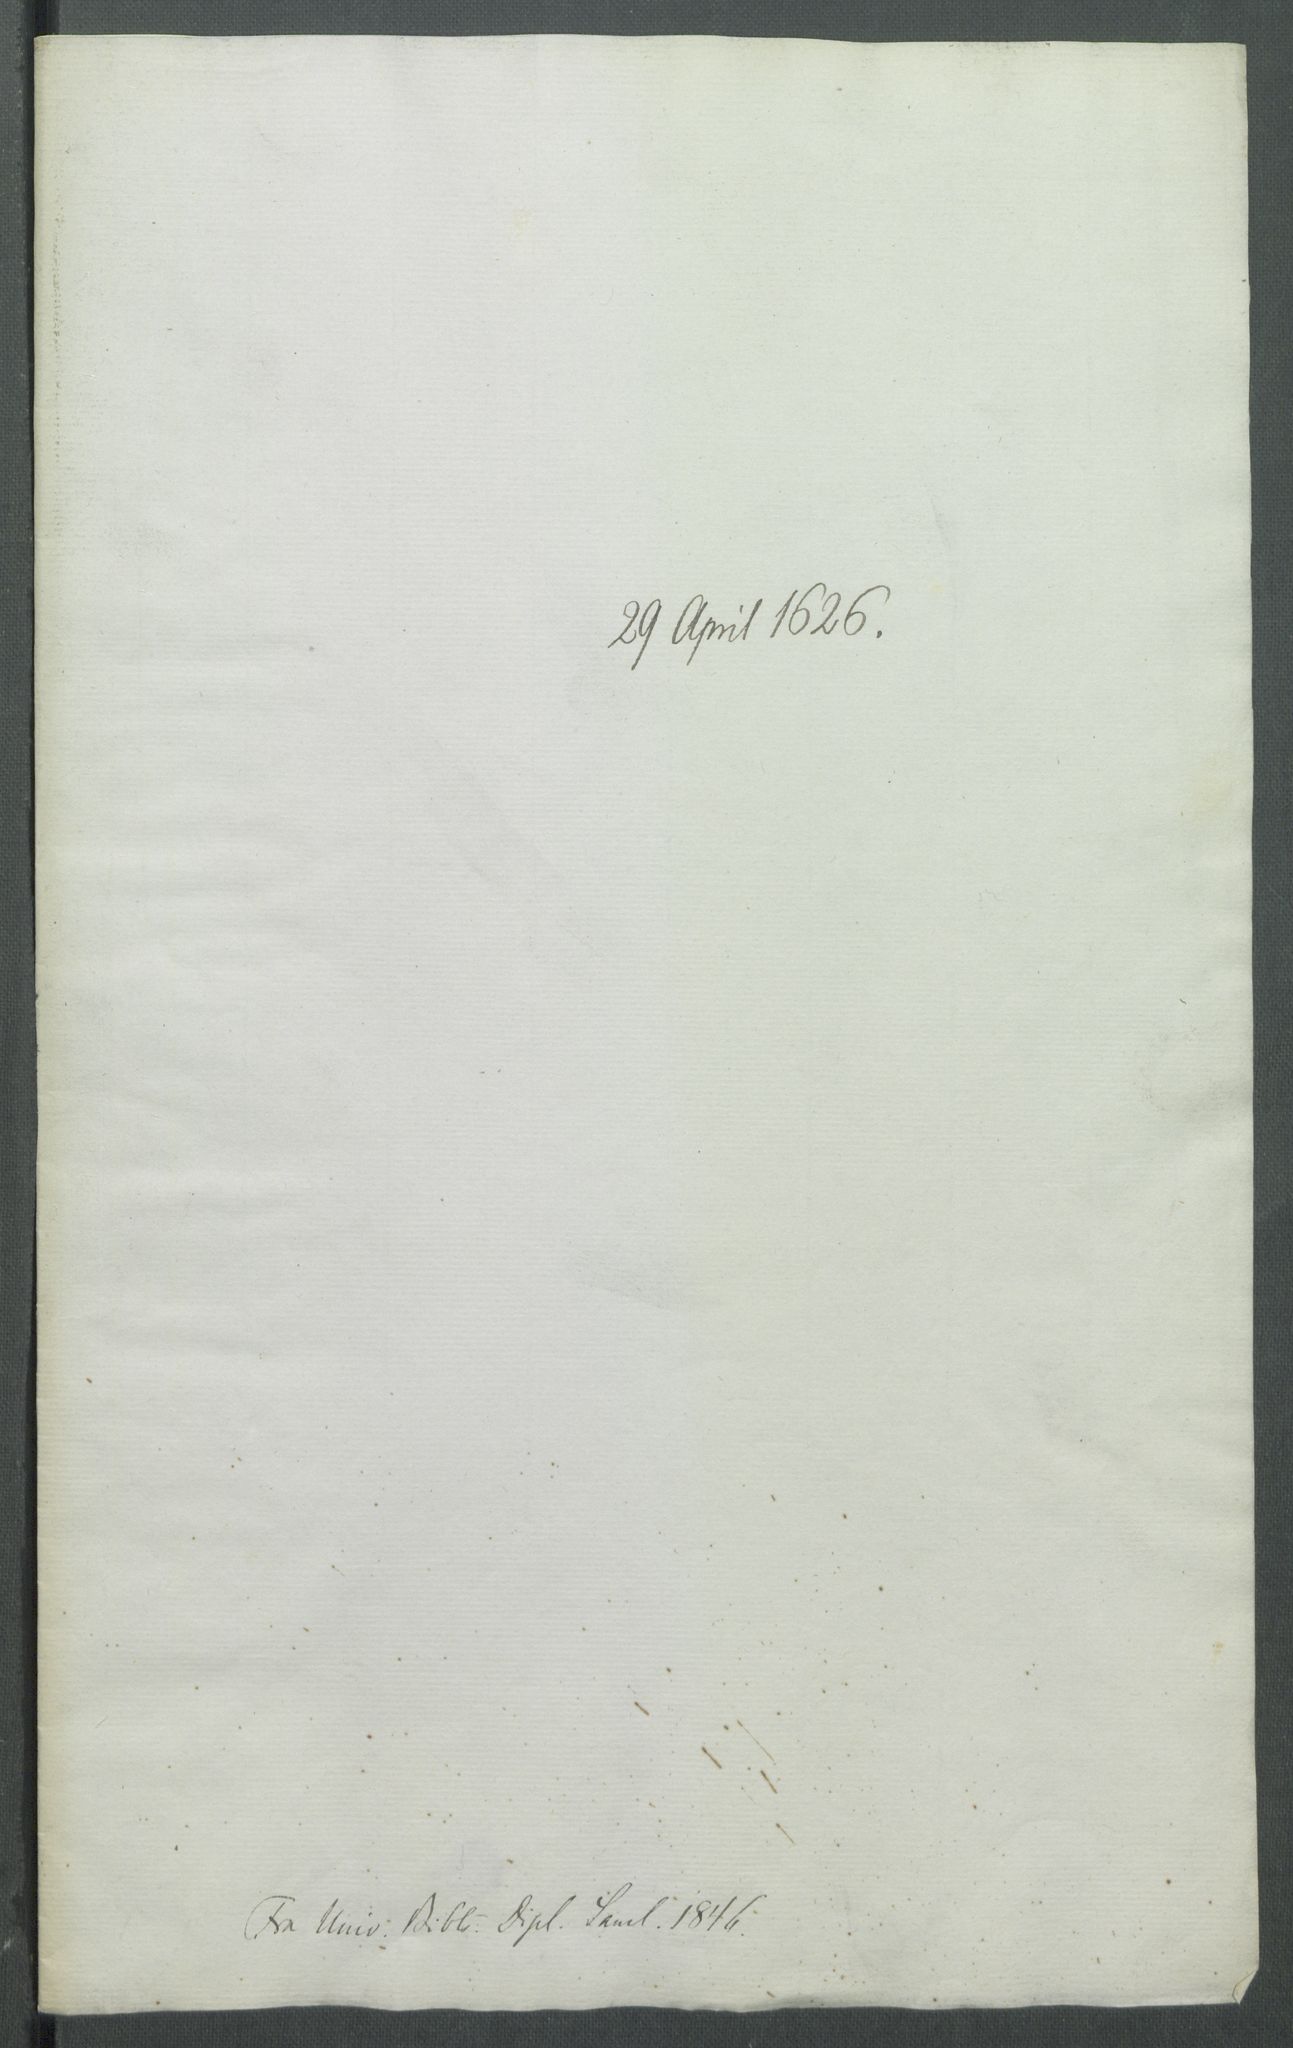 29 April 1626.
Fra Univ. Bibl. Dipl. Saml. 1846.